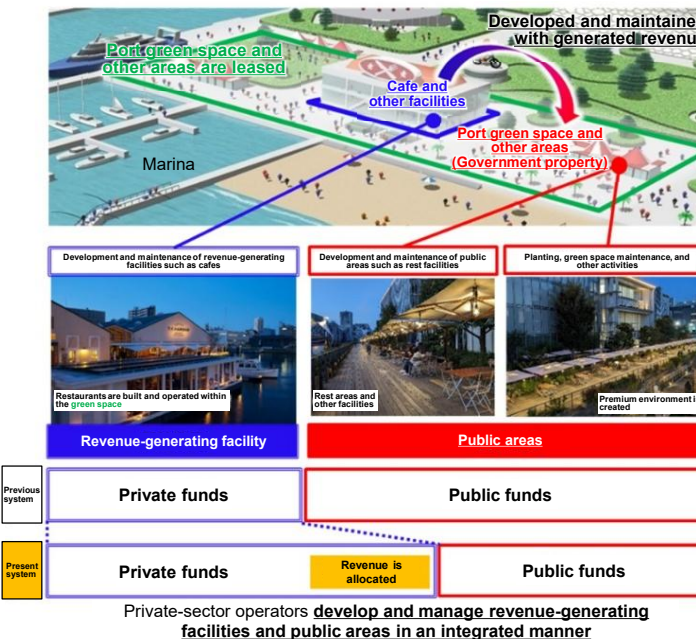 Developed and maintaine
with generated revenu
Port green space and
other areas are leased
Cafe and
other facilities
Port green space and
other areas
(Government property)
Marina
Development and maintenance of revenue-generating
facilities such as cafes
Development and maintenance of public
areas such as rest facilities
Planting, green space maintenance, and
other activities
Restaurants are built and operated within
the green space
Rest areas and
other facilities
Premium environment i
created
Revenue-generating facility
Public areas
Previous
system
Private funds
Public funds
Present
system
Private funds
Revenue is
allocated
Public funds
Private-sector operators develop and manage revenue-generating
facilities and public areas in an integrated manner